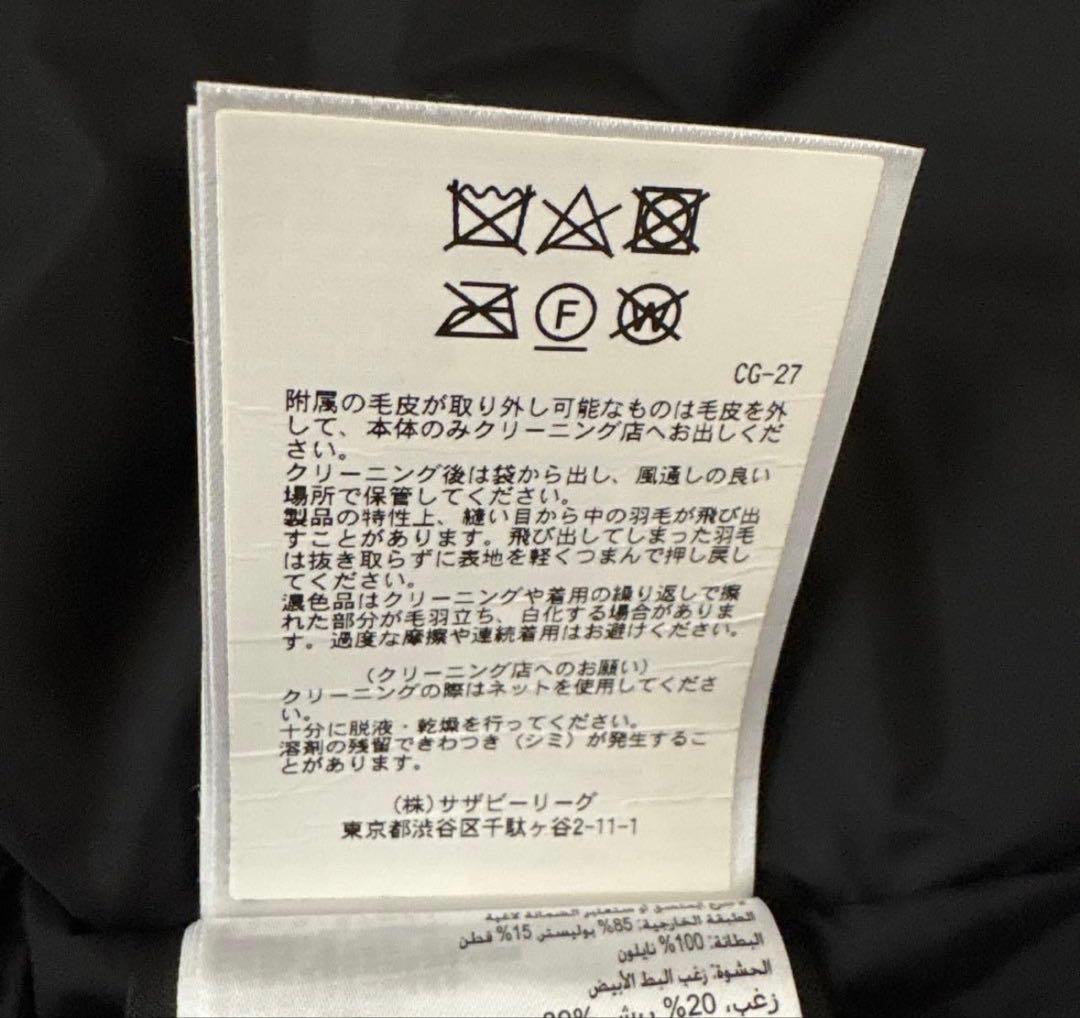 F
W
CG-27
附属の毛皮が取り外し可能なものは毛皮を外
して、本体のみクリーニング店へお出しくだ
さい。
クリーニング後は袋から出し、風通しの良い
場所で保管してください。
製品の特性上、縫い目から中の羽毛が飛び出
すことがあります。飛び出してしまった羽毛
は抜き取らずに表地を軽くつまんで押し戻し
てください。
濃色品はクリーニングや着用の繰り返しで擦
れた部分が毛羽立ち、白化する場合がありま
す。過度な摩擦や連続着用はお避けください。
(クリーニング店へのお願い)
クリーニングの際はネットを使用してくださ
い。
十分に脱液・乾燥を行ってください。
溶剤の残留できわつき(シミ)が発生するこ
とがあります。
(株)サザビーリーグ
東京都渋谷区千駄ヶ谷2-11-1
الطبقة الخارجية: 85% بوليستر 15% قطن
البطانة: 100% نايلون
الحشوة: زغب البط الأبيض
زغب، 20% ريش